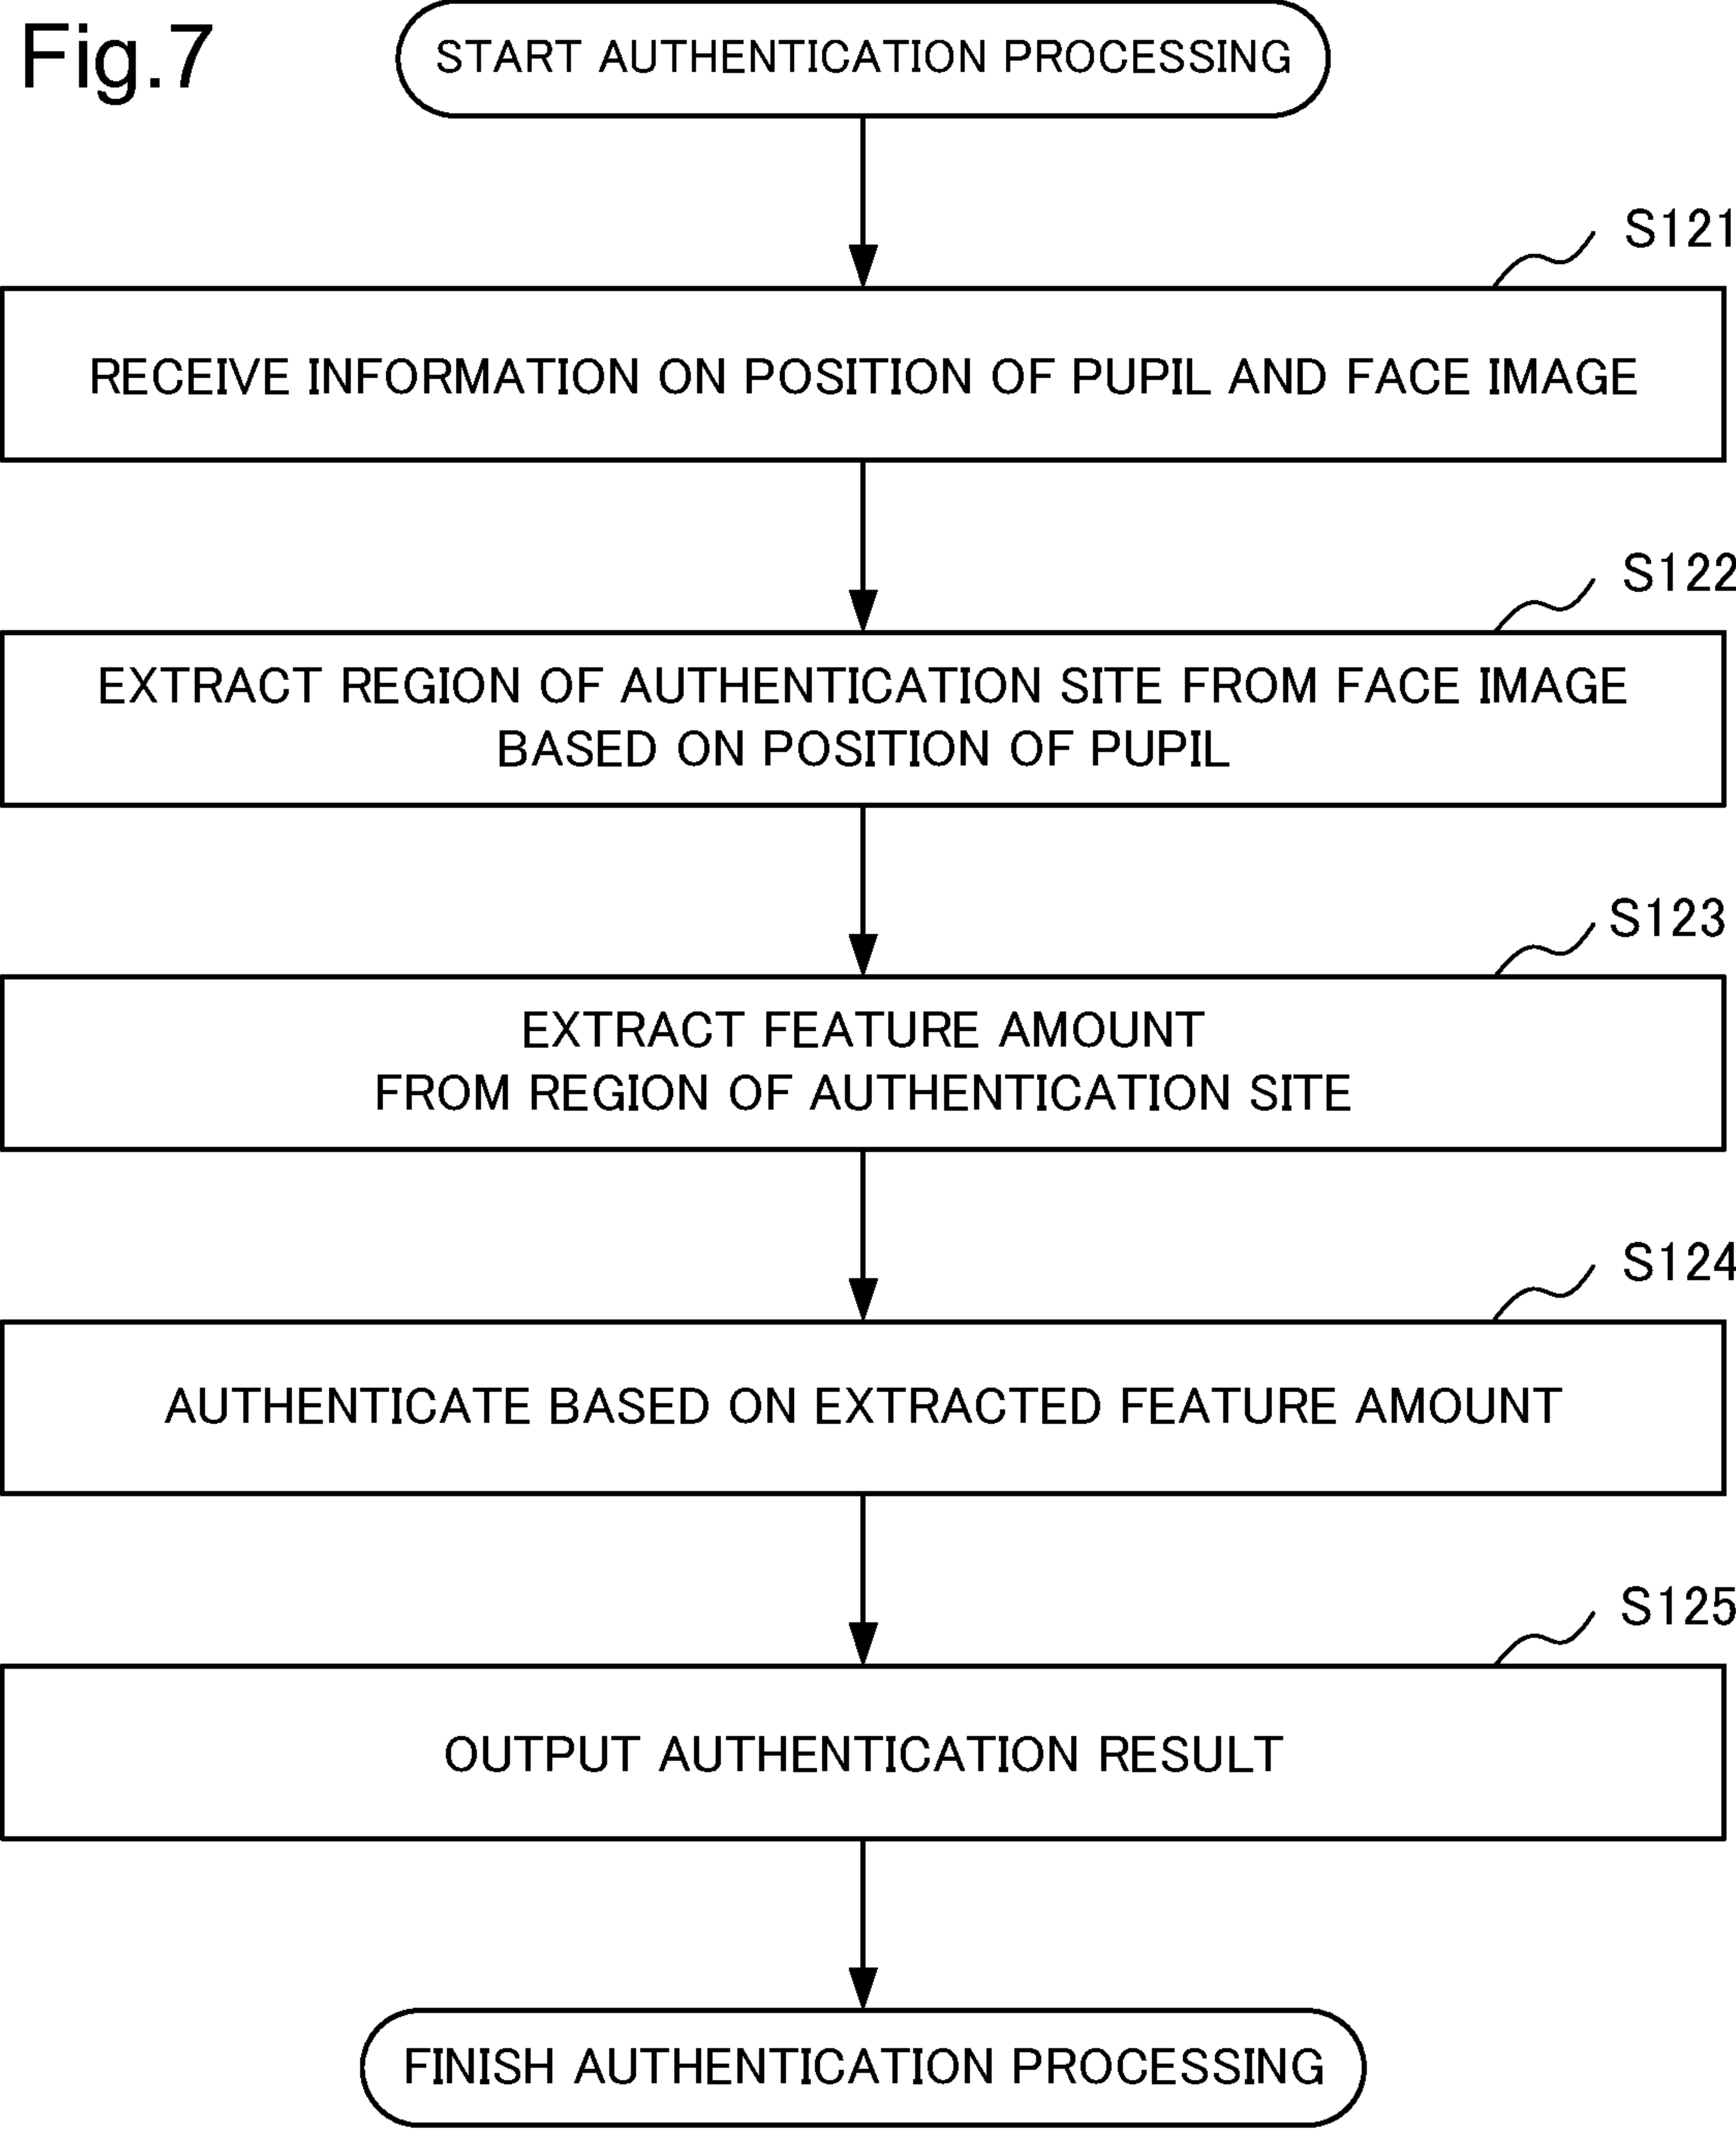 Fig.7
START AUTHENTICATION PROCESSING
S121
RECEIVE INFORMATION ON POSITION OF PUPIL AND FACE IMAGE
S122
EXTRACT REGION OF AUTHENTICATION SITE FROM FACE IMAGE
BASED ON POSITION OF PUPIL
S123
EXTRACT FEATURE AMOUNT
FROM REGION OF AUTHENTICATION SITE
S124
AUTHENTICATE BASED ON EXTRACTED FEATURE AMOUNT
S125
OUTPUT AUTHENTICATION RESULT
FINISH AUTHENTICATION PROCESSING